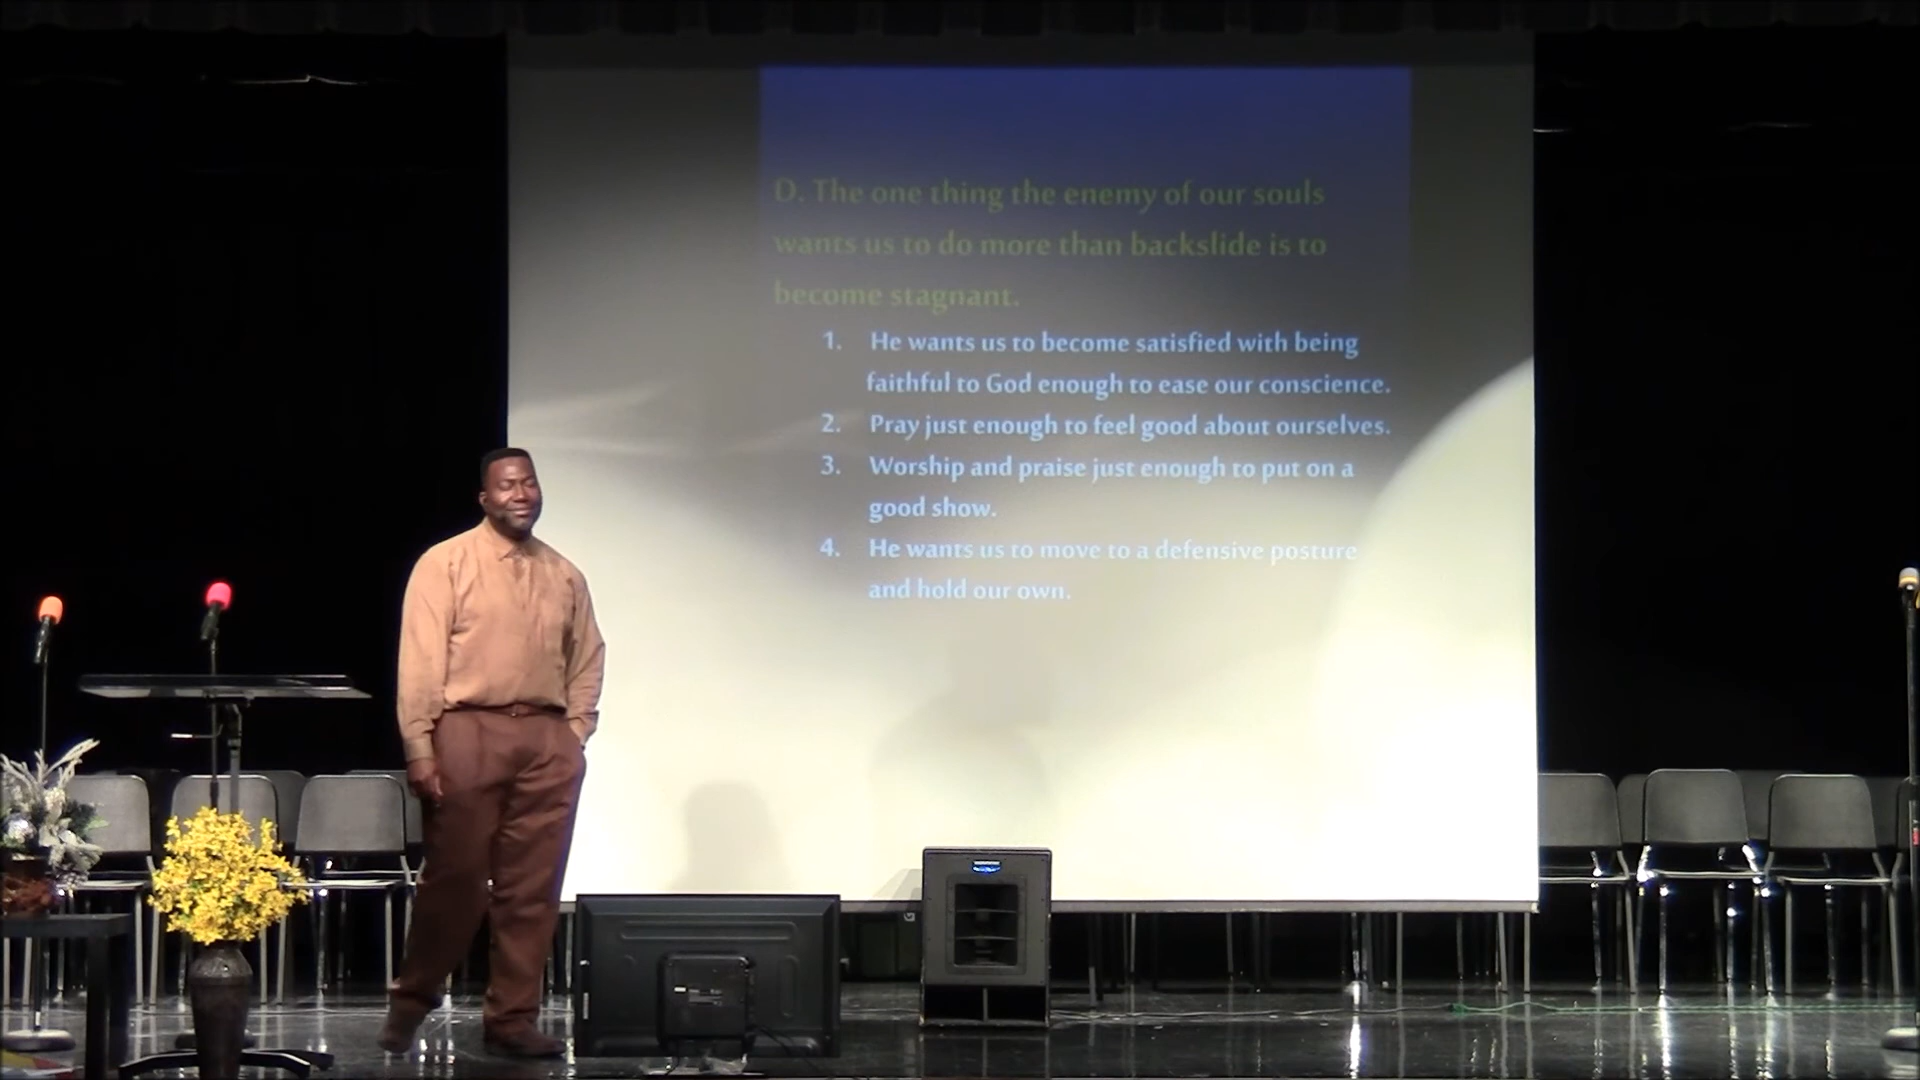 D. The one thing the enemy of our souls
wants us to do more than backslide is to
become stagnant.
1. He wants us to become satisfied with being
faithful to God enough to ease our conscience.
2. Pray just enough to feel good about ourselves.
3. Worship and praise just enough to put on a
good show.
4. He wants us to move to a defensive posture
and hold our own.